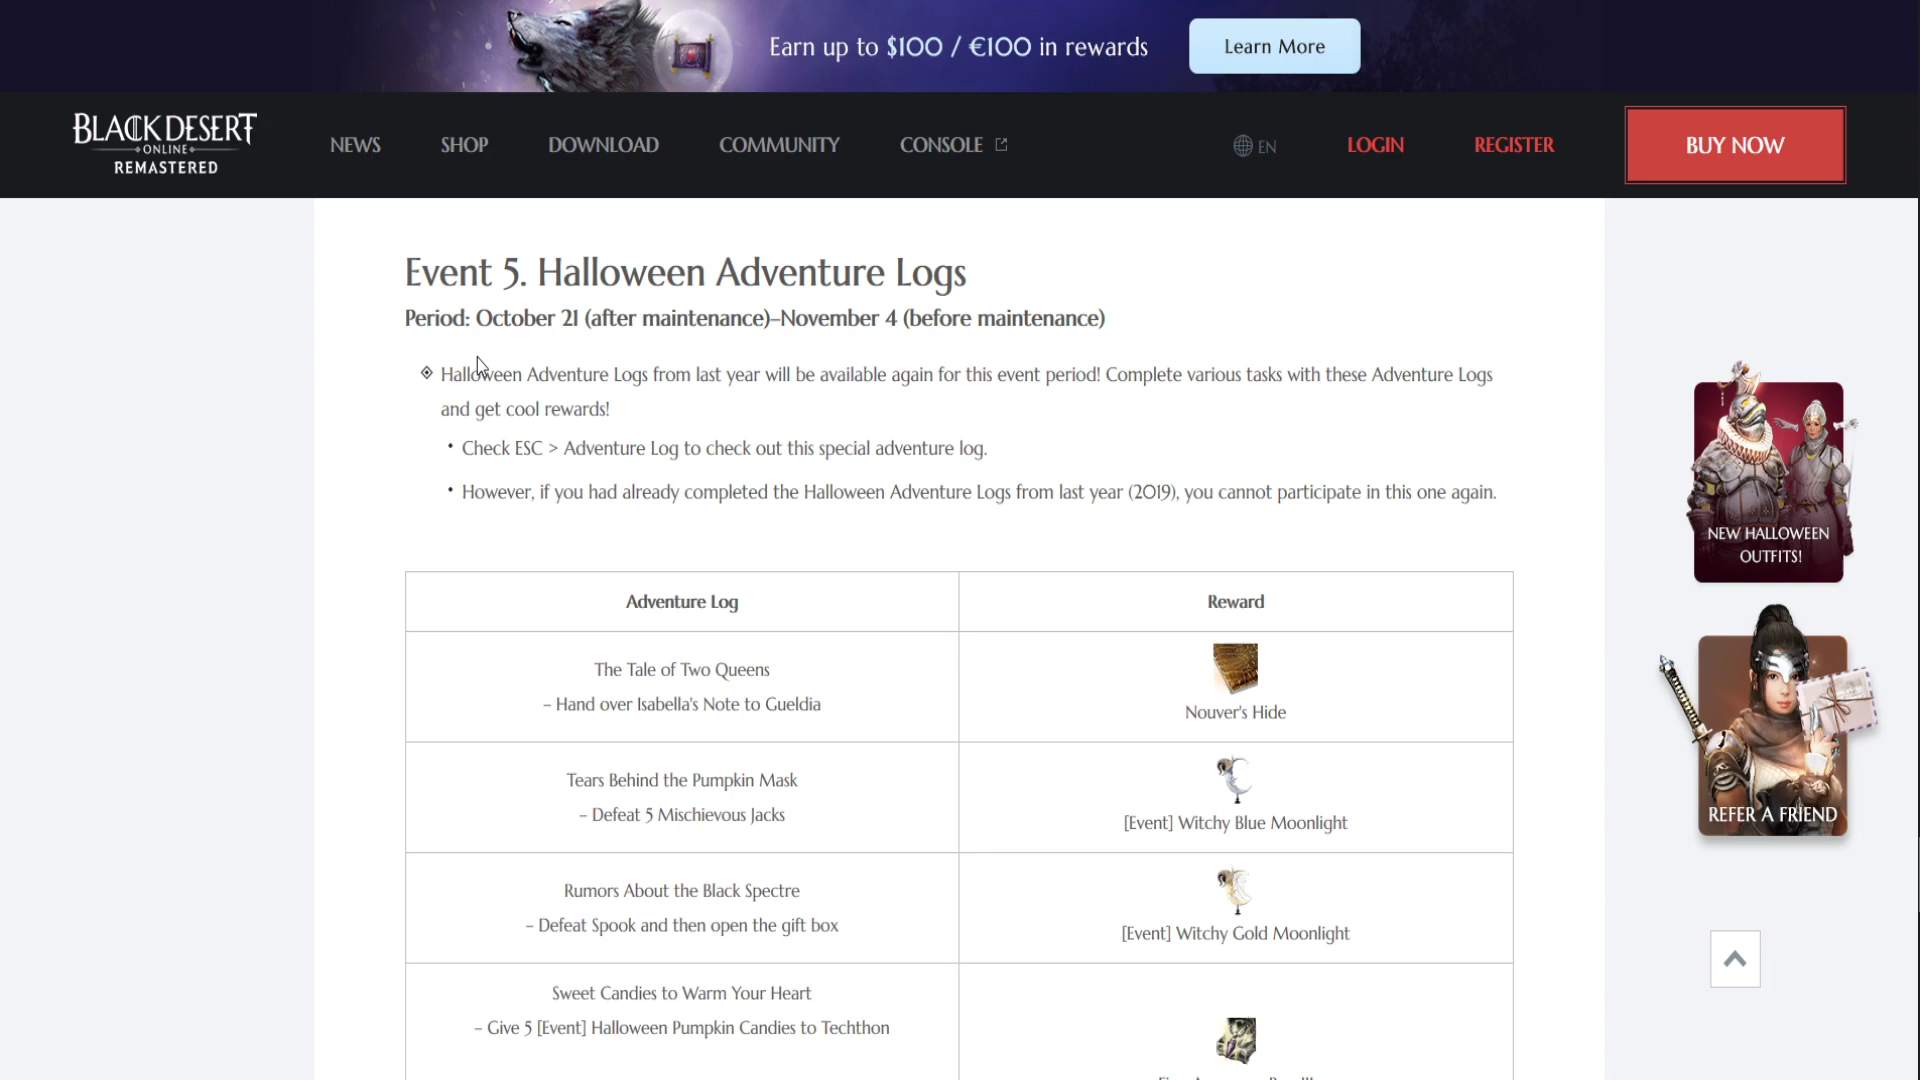 Earn up to $100 / €100 in rewards
Learn More
BLACK DESERT
ONLINE
REMASTERED
NEWS
SHOP
DOWNLOAD
COMMUNITY
CONSOLE
EN
LOGIN
REGISTER
BUY NOW
Event 5. Halloween Adventure Logs
Period: October 21 (after maintenance)–November 4 (before maintenance)
Halloween Adventure Logs from last year will be available again for this event period! Complete various tasks with these Adventure Logs
and get cool rewards!
• Check ESC > Adventure Log to check out this special adventure log.
• However, if you had already completed the Halloween Adventure Logs from last year (2019), you cannot participate in this one again.
NEW HALLOWEEN
OUTFITS!
Adventure Log
Reward
The Tale of Two Queens
– Hand over Isabella's Note to Gueldia
Nouver's Hide
Tears Behind the Pumpkin Mask
– Defeat 5 Mischievous Jacks
[Event] Witchy Blue Moonlight
REFER A FRIEND
Rumors About the Black Spectre
– Defeat Spook and then open the gift box
[Event] Witchy Gold Moonlight
Sweet Candies to Warm Your Heart
– Give 5 [Event] Halloween Pumpkin Candies to Techthon